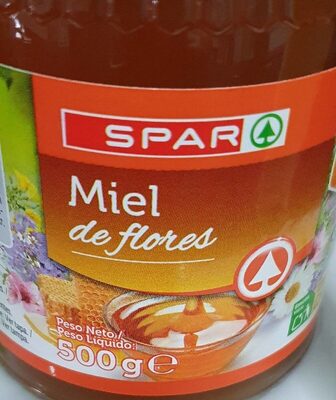 SPAR
Miel
de flores
Peso Neto/
Peso Líquido:
500g e